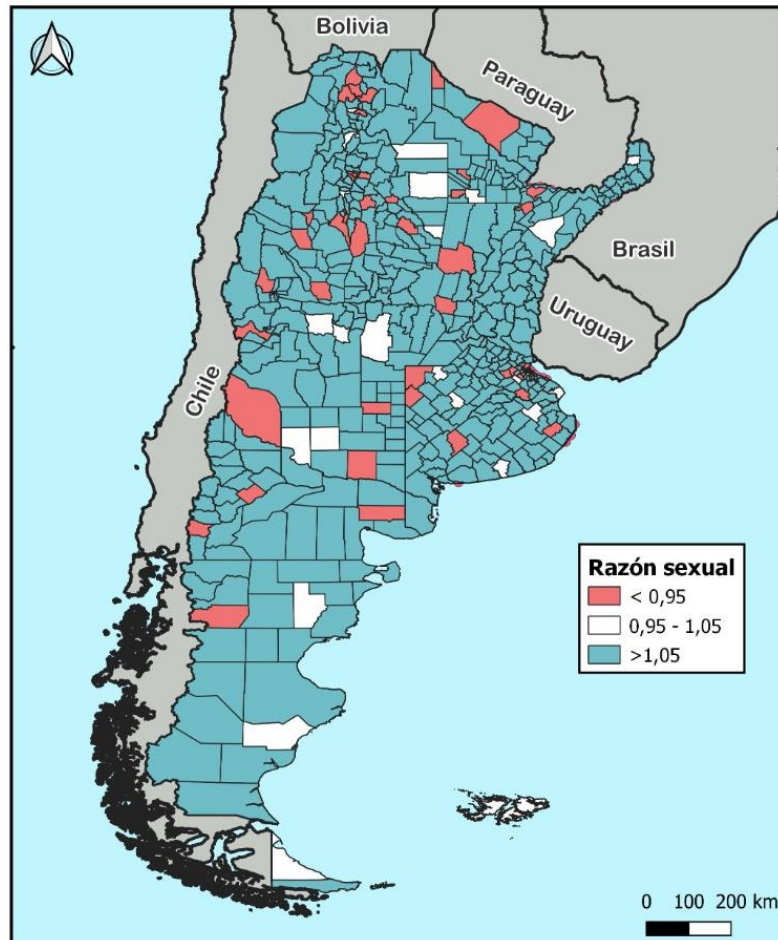 Bolivia
Paraguay
Brasil
Uruguay
Chile
Razón sexual
< 0,95
0,95 - 1,05
>1,05
0 100 200 km